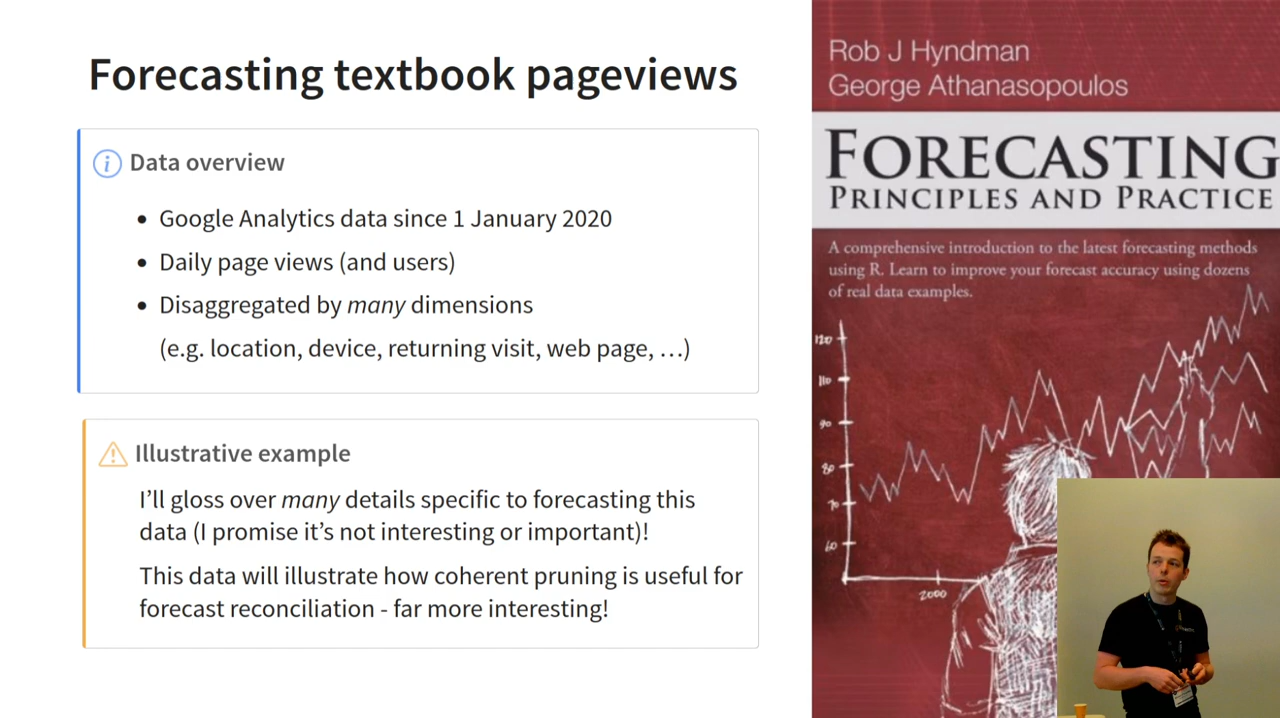 Forecasting textbook pageviews
Data overview
Google Analytics data since 1 January 2020
Daily page views (and users)
Disaggregated by many dimensions
(e.g. location, device, returning visit, web page, …)
Illustrative example
I’ll gloss over many details specific to forecasting this
data (I promise it’s not interesting or important)!
This data will illustrate how coherent pruning is useful for
forecast reconciliation - far more interesting!
Rob J Hyndman
George Athanasopoulos
FORECASTING
PRINCIPLES AND PRACTICE
A comprehensive introduction to the latest forecasting methods
using R. Learn to improve your forecast accuracy using dozens
of real data examples.
120
110
90
80
70
60
2000